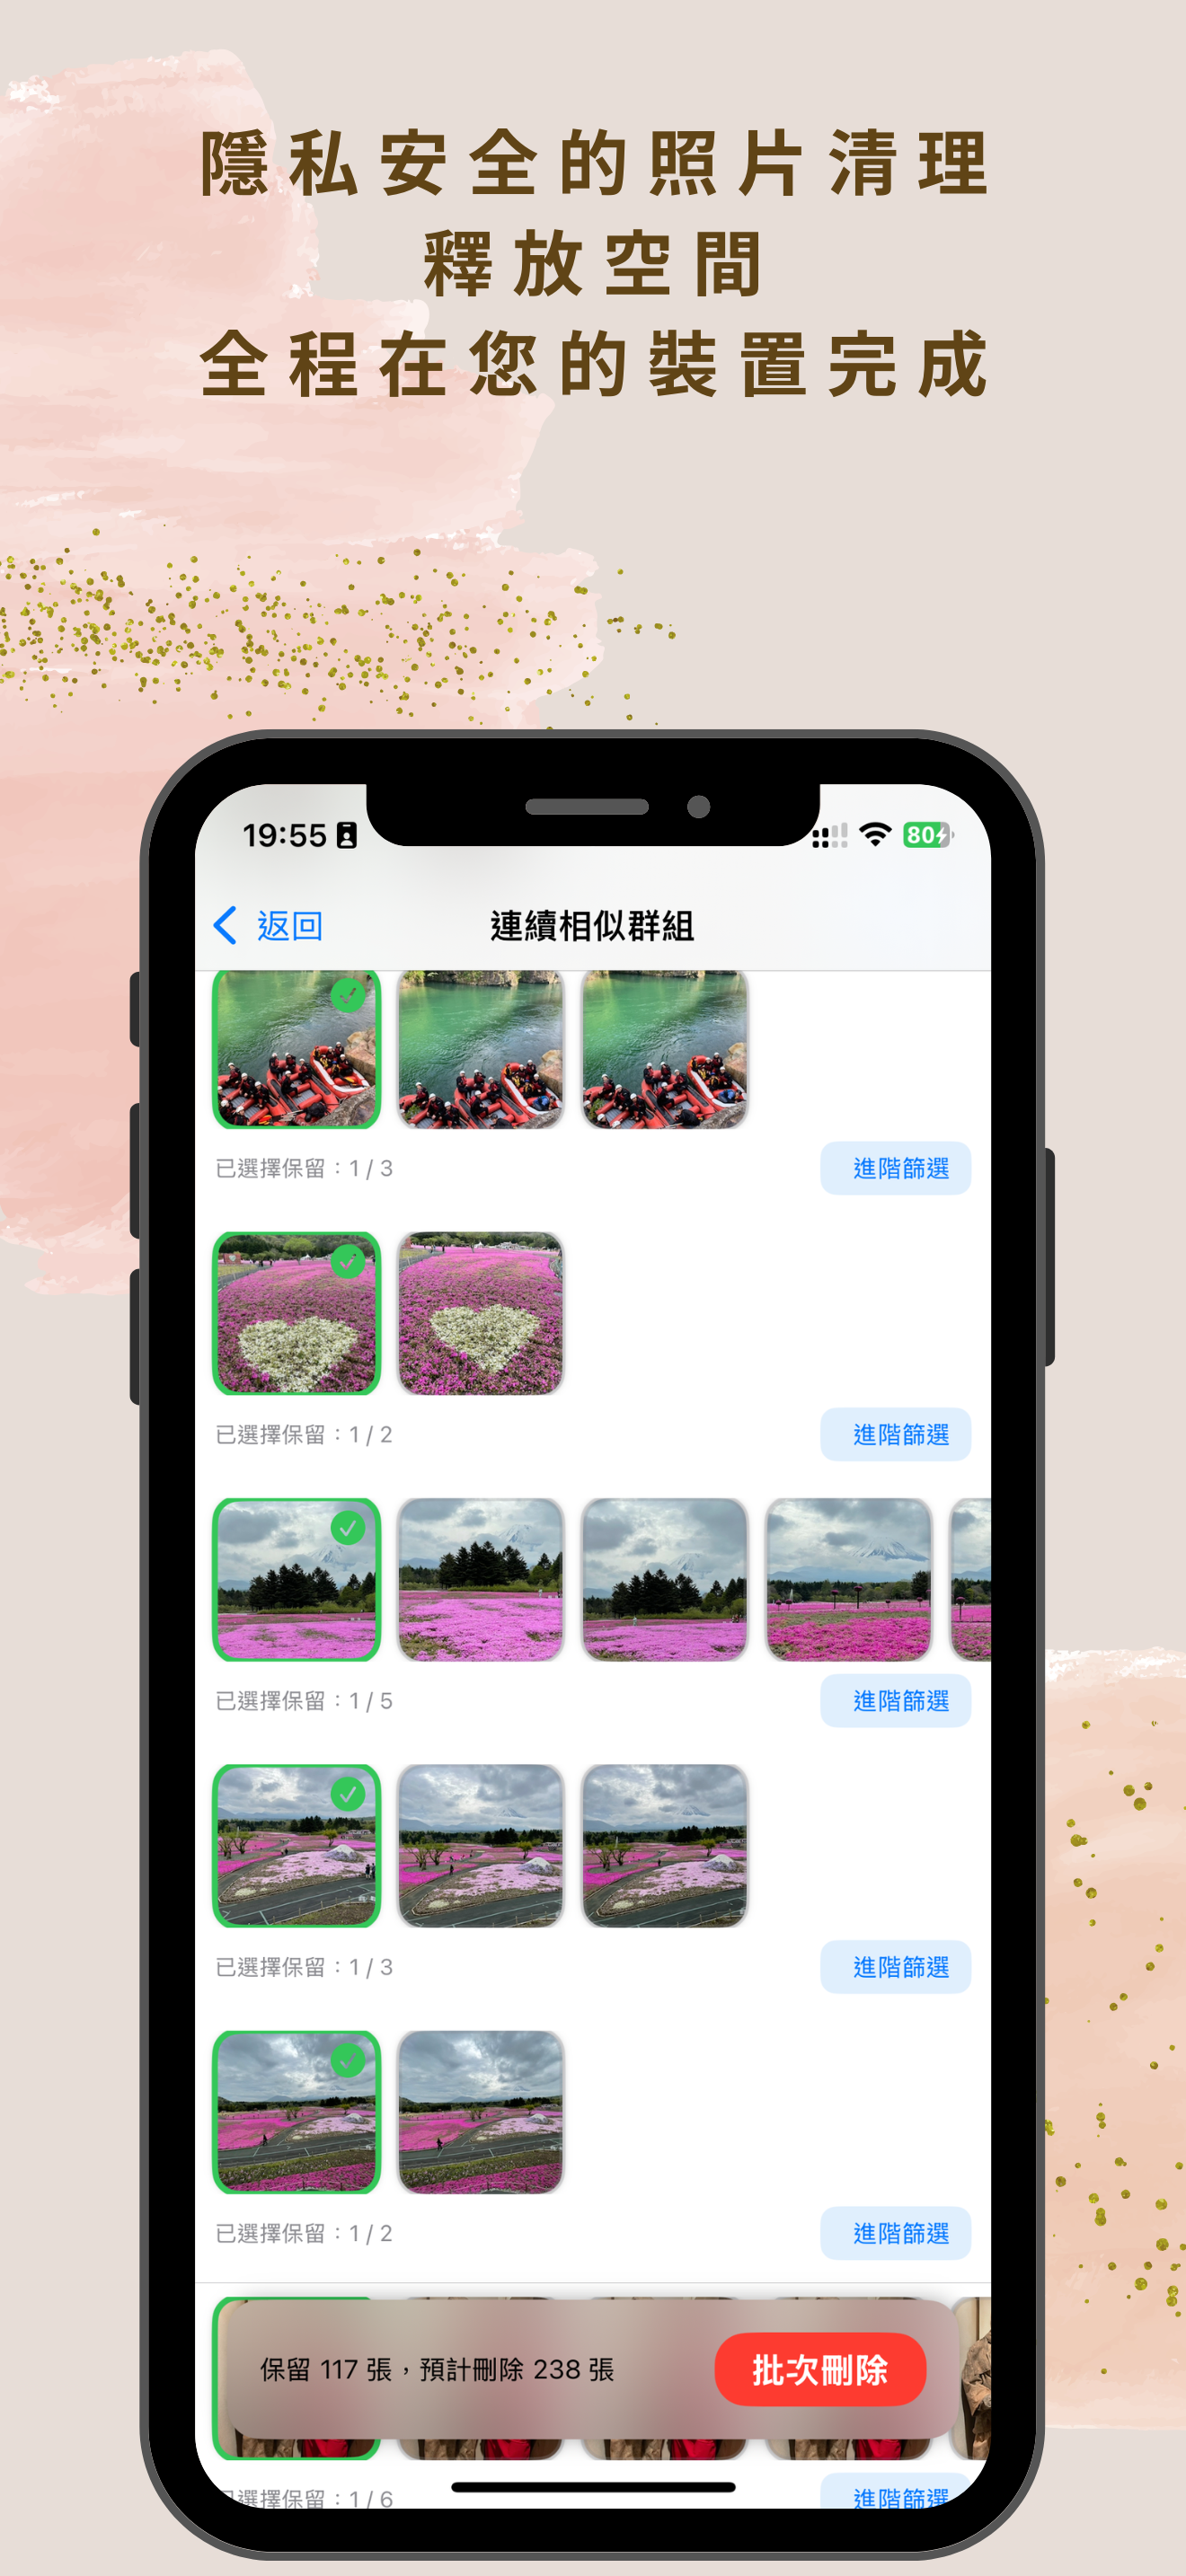 隱私安全的照片清理
釋放空間
全程在您的裝置完成
19:55
80
返回
連續相似群組
已選擇保留：1 / 3
進階篩選
已選擇保留：1 / 2
進階篩選
已選擇保留：1 / 5
進階篩選
已選擇保留：1 / 3
進階篩選
已選擇保留：1 / 2
進階篩選
保留 117 張，預計刪除 238 張
批次刪除
已選擇保留：1 / 6
進階篩選